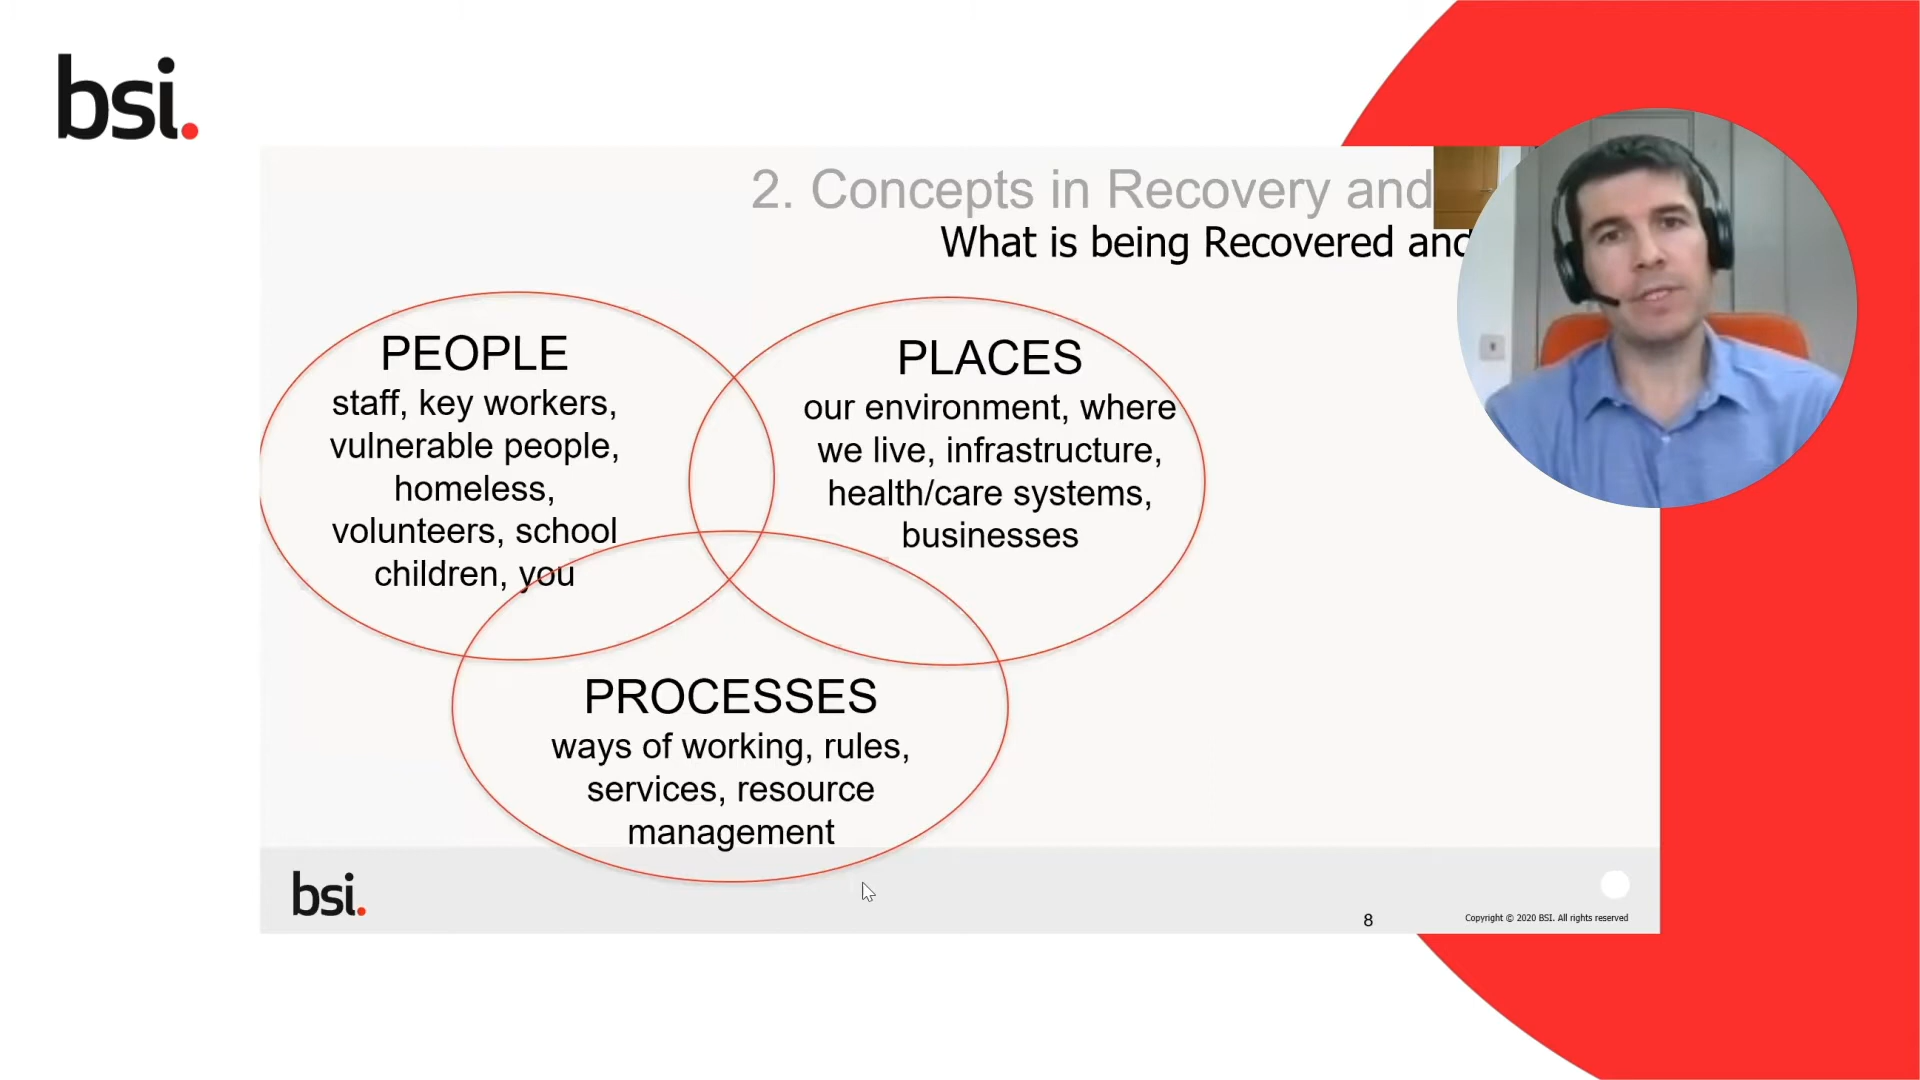 bsi.
2. Concepts in Recovery and
What is being Recovered and
PEOPLE
staff, key workers,
vulnerable people,
homeless,
volunteers, school
children, you
PLACES
our environment, where
we live, infrastructure,
health/care systems,
businesses
PROCESSES
ways of working, rules,
services, resource
management
bsi.
8
Copyright © 2020 BSI. All rights reserved